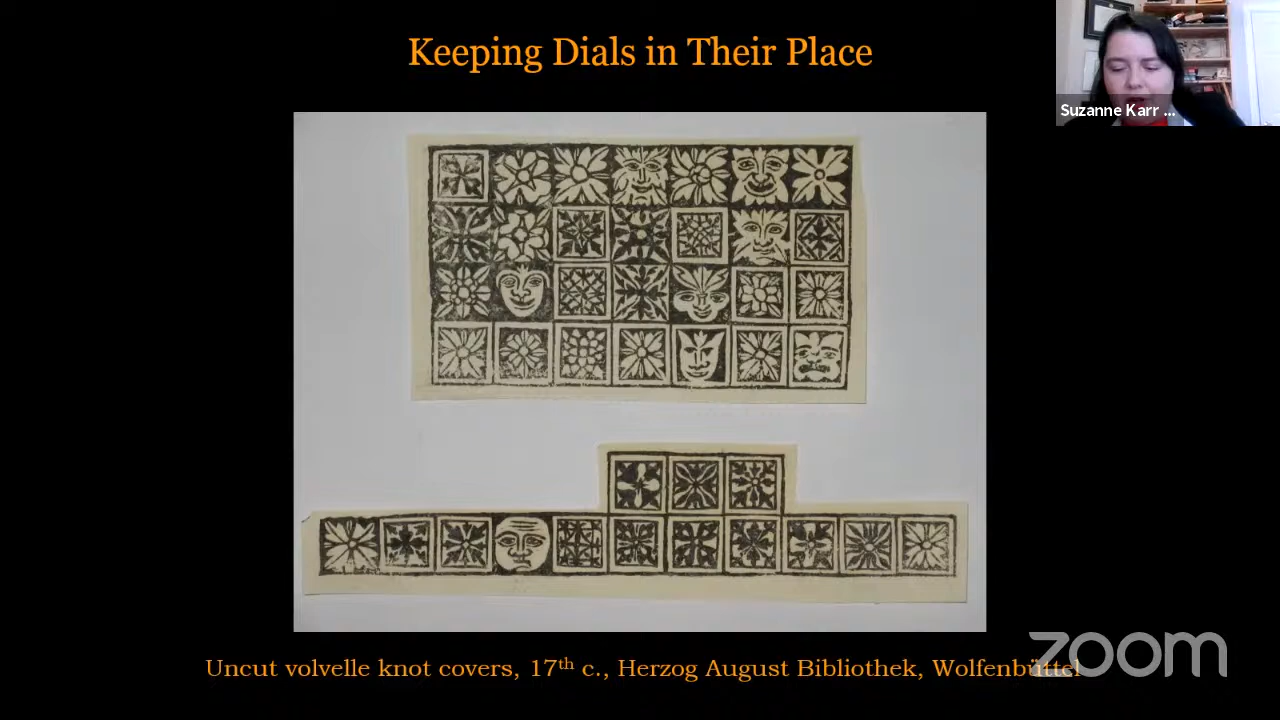 Keeping Dials in Their Place
Suzanne Karr ...
Uncut volvelle knot covers, 17th c., Herzog August Bibliothek, Wolfenbüttel
zoom